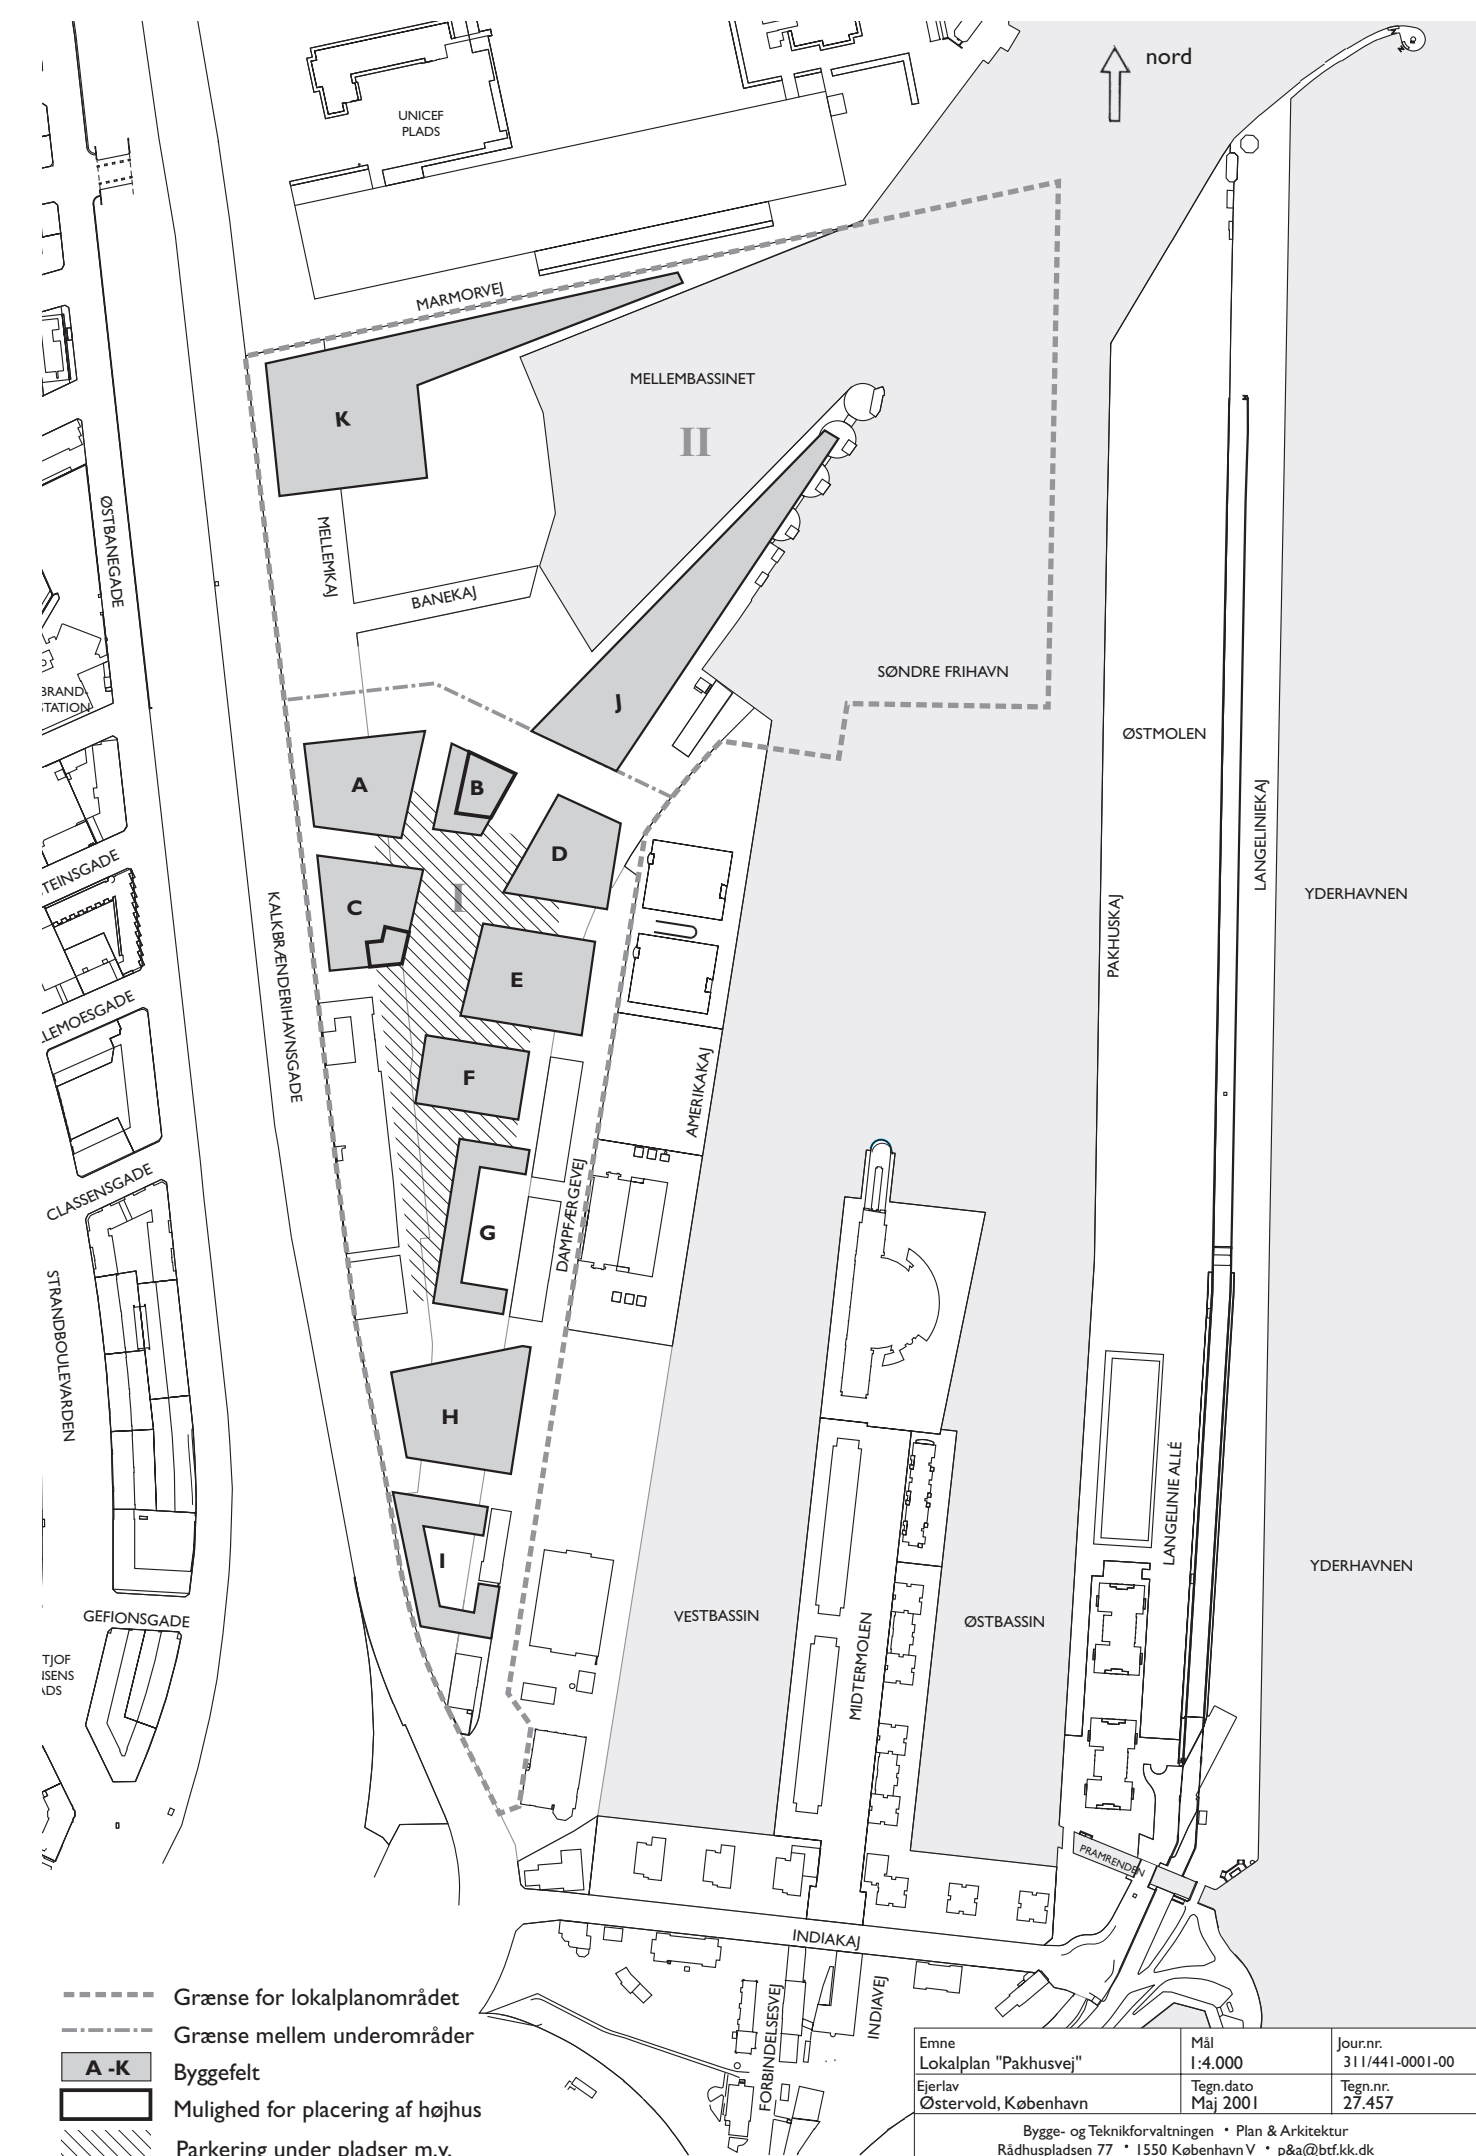 nord
UNICEF
PLADS
MARMORVEJ
MELLEMBASSINET
II
K
ØSTBANEGADE
MELLEMKAJ
BANEKAJ
J
SØNDRE FRIHAVN
BRAND-
STATION
ØSTMOLEN
A
B
D
LANGELINIEKAJ
TEINSGADE
I
C
KALKBRÆNDERIHAVNSGADE
PAKHUSKAJ
YDERHAVNEN
E
LLEMOESGADE
F
AMERIKAKAJ
CLASSENSGADE
DAMPFÆRGEVEJ
G
STRANDBOULEVARDEN
H
LANGELINIE ALLÉ
I
YDERHAVNEN
GEFIONSGADE
VESTBASSIN
MIDTERMOLEN
ØSTBASSIN
TJOF
NSENS
ADS
PRAMRENDEN
INDIAKAJ
FORBINDELSESVEJ
INDIAVEJ
Grænse for lokalplanområdet
Grænse mellem underområder
A -K Byggefelt
Mulighed for placering af højhus
Parkering under pladser m.v.
Emne
Lokalplan "Pakhusvej"
Mål
1:4.000
Jour.nr.
311/441-0001-00
Ejerlav
Østervold, København
Tegn.dato
Maj 2001
Tegn.nr.
27.457
Bygge- og Teknikforvaltningen • Plan & Arkitektur
Rådhuspladsen 77 • 1550 København V • p&a@btf.kk.dk